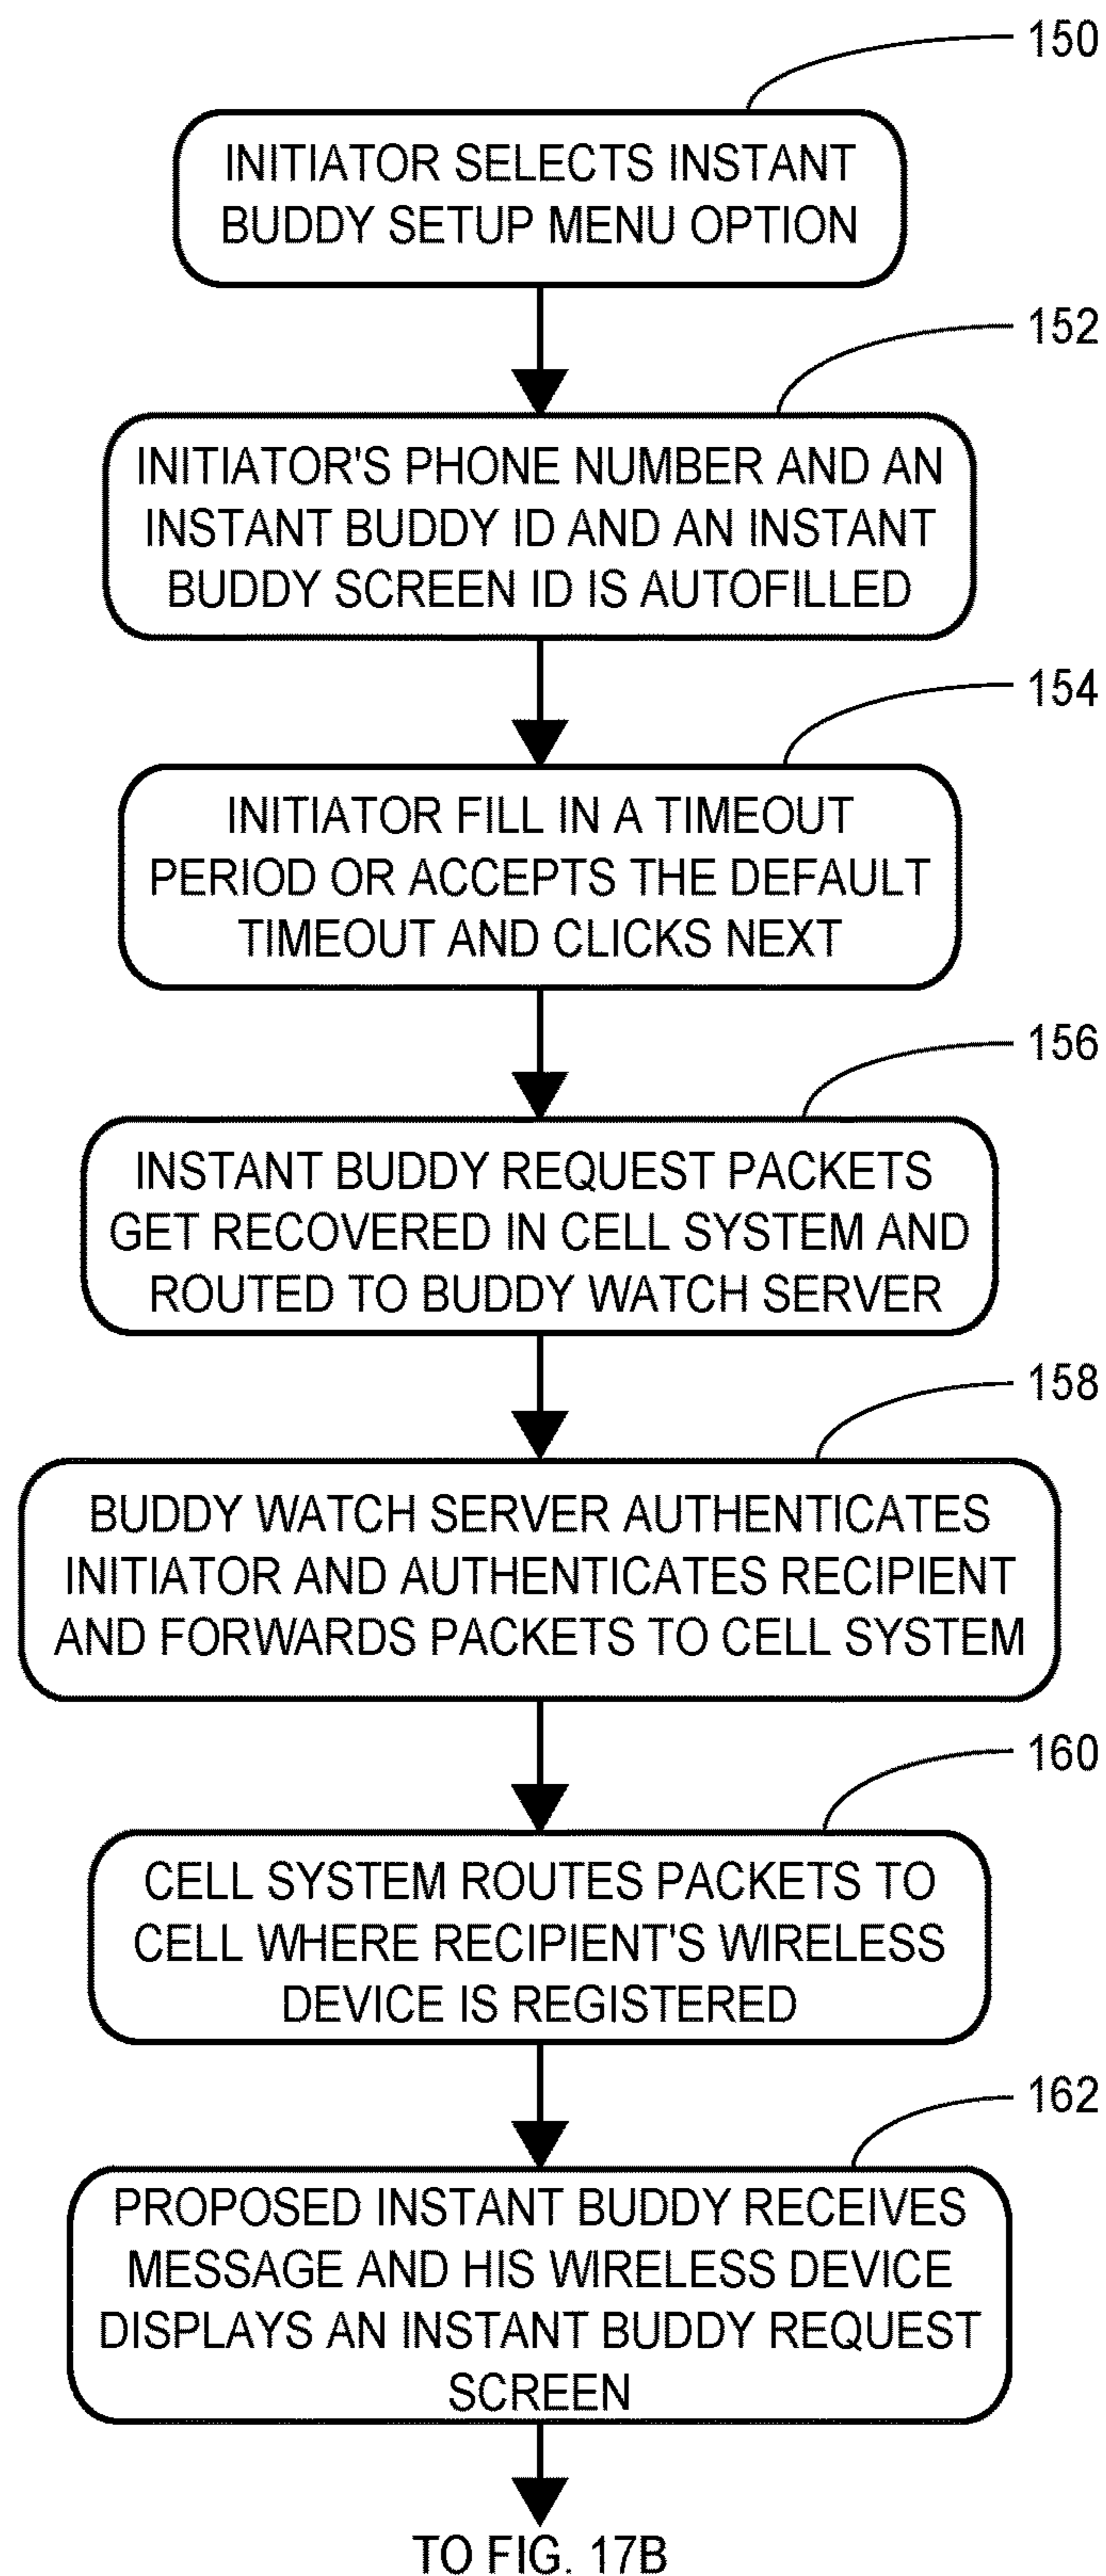 150
INITIATOR SELECTS INSTANT
BUDDY SETUP MENU OPTION
152
INITIATOR'S PHONE NUMBER AND AN
INSTANT BUDDY ID AND AN INSTANT
BUDDY SCREEN ID IS AUTOFILLED
154
INITIATOR FILL IN A TIMEOUT
PERIOD OR ACCEPTS THE DEFAULT
TIMEOUT AND CLICKS NEXT
156
INSTANT BUDDY REQUEST PACKETS
GET RECOVERED IN CELL SYSTEM AND
ROUTED TO BUDDY WATCH SERVER
158
BUDDY WATCH SERVER AUTHENTICATES
INITIATOR AND AUTHENTICATES RECIPIENT
AND FORWARDS PACKETS TO CELL SYSTEM
160
CELL SYSTEM ROUTES PACKETS TO
CELL WHERE RECIPIENT'S WIRELESS
DEVICE IS REGISTERED
162
PROPOSED INSTANT BUDDY RECEIVES
MESSAGE AND HIS WIRELESS DEVICE
DISPLAYS AN INSTANT BUDDY REQUEST
SCREEN
TO FIG. 17B